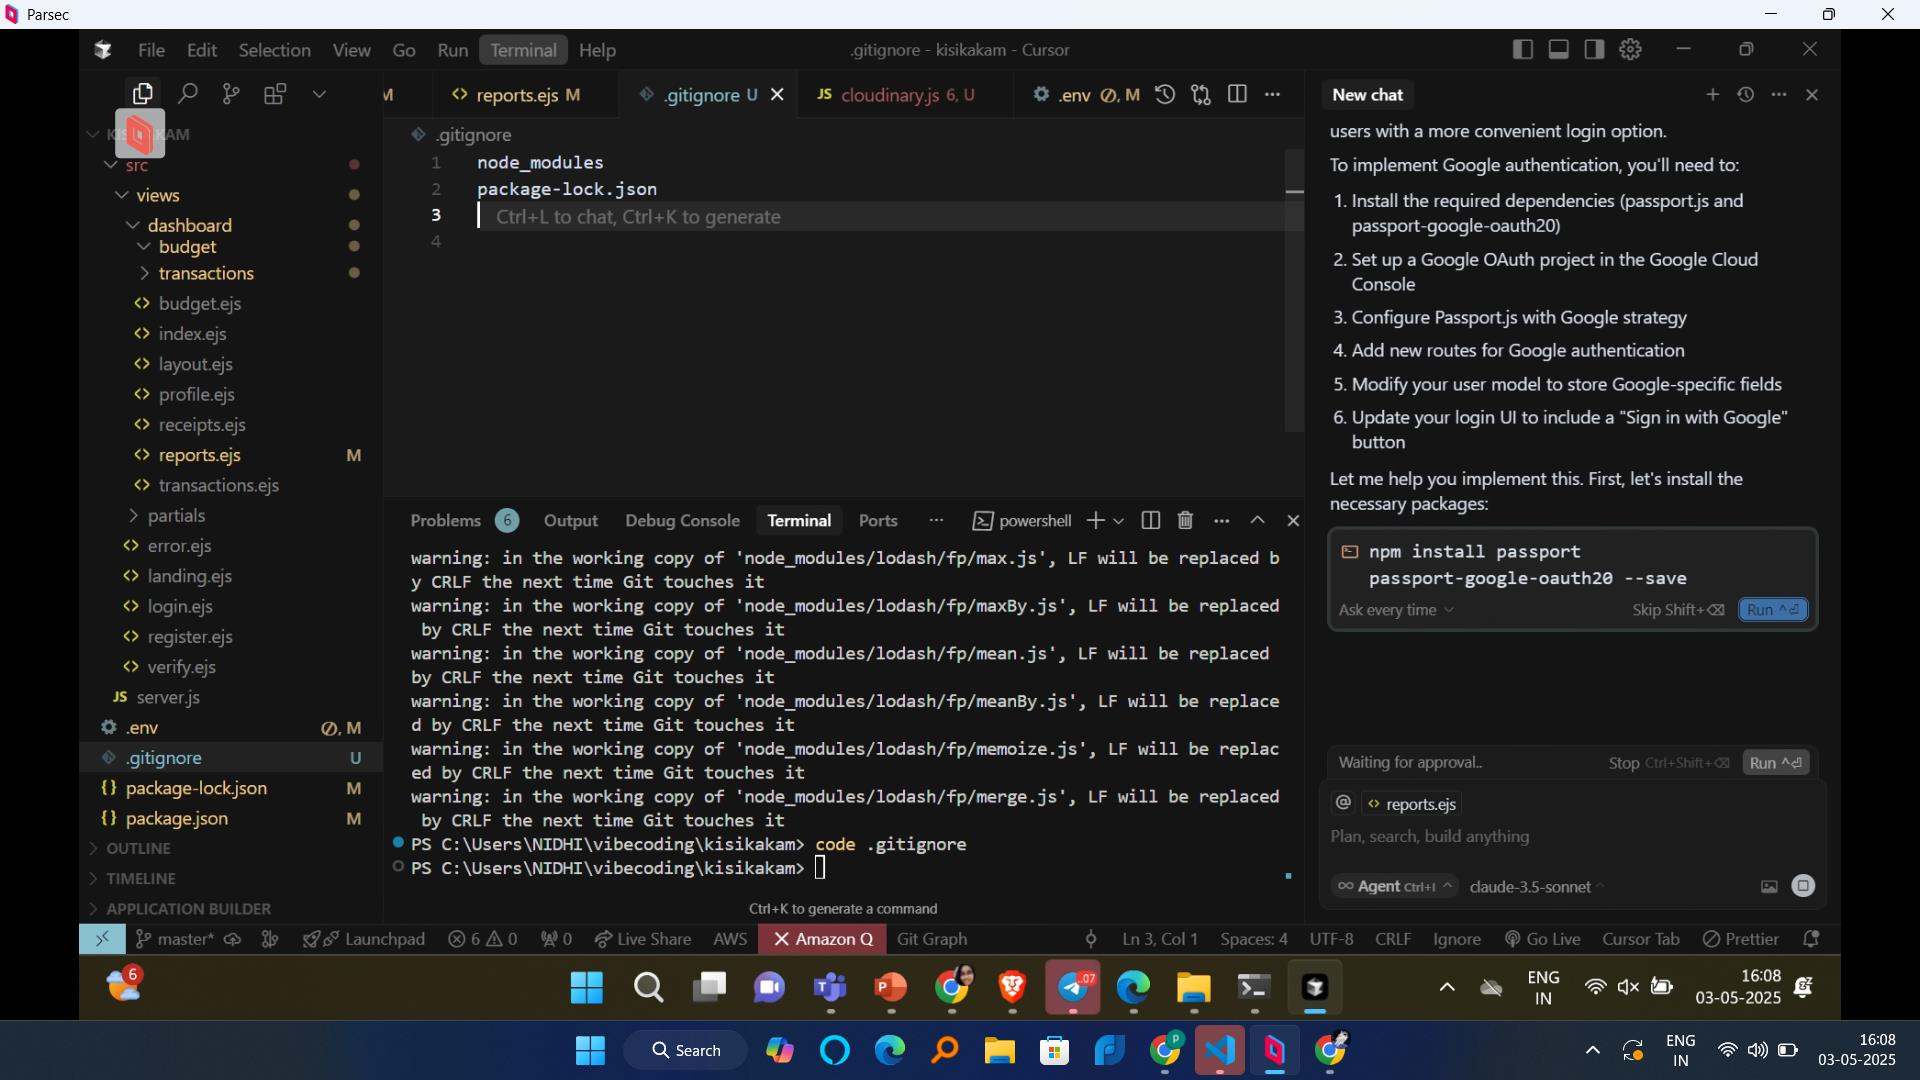 Parsec
File Edit Selection View Go Run Terminal Help
.gitignore - kisikakam - Cursor
M
reports.ejs M
.gitignore U
JS cloudinary.js 6, U
.env M
New chat
src
views
dashboard
budget
transactions
budget.ejs
index.ejs
layout.ejs
profile.ejs
receipts.ejs
reports.ejs M
transactions.ejs
partials
error.ejs
landing.ejs
login.ejs
register.ejs
verify.ejs
JS server.js
.env , M
.gitignore U
{} package-lock.json M
{} package.json M
OUTLINE
TIMELINE
APPLICATION BUILDER
.gitignore
1 node_modules
2 package-lock.json
3 Ctrl+L to chat, Ctrl+K to generate
4
Problems 6 Output Debug Console Terminal Ports ... powershell
warning: in the working copy of 'node_modules/lodash/fp/max.js', LF will be replaced b
y CRLF the next time Git touches it
warning: in the working copy of 'node_modules/lodash/fp/maxBy.js', LF will be replaced
by CRLF the next time Git touches it
warning: in the working copy of 'node_modules/lodash/fp/mean.js', LF will be replaced
by CRLF the next time Git touches it
warning: in the working copy of 'node_modules/lodash/fp/meanBy.js', LF will be replace
d by CRLF the next time Git touches it
warning: in the working copy of 'node_modules/lodash/fp/memoize.js', LF will be replac
ed by CRLF the next time Git touches it
warning: in the working copy of 'node_modules/lodash/fp/merge.js', LF will be replaced
by CRLF the next time Git touches it
PS C:\Users\NIDHI\vibecoding\kisikakam> code .gitignore
PS C:\Users\NIDHI\vibecoding\kisikakam>
Ctrl+K to generate a command
users with a more convenient login option.
To implement Google authentication, you'll need to:
1. Install the required dependencies (passport.js and
passport-google-oauth20)
2. Set up a Google OAuth project in the Google Cloud
Console
3. Configure Passport.js with Google strategy
4. Add new routes for Google authentication
5. Modify your user model to store Google-specific fields
6. Update your login UI to include a "Sign in with Google"
button
Let me help you implement this. First, let's install the
necessary packages:
npm install passport
passport-google-oauth20 --save
Ask every time Skip Shift+⌫ Run ^⏎
Waiting for approval.. Stop Ctrl+Shift+⌫ Run ^⏎
@ reports.ejs
Plan, search, build anything
∞ Agent Ctrl+I claude-3.5-sonnet
master* Launchpad 6 0 0 Live Share AWS Amazon Q Git Graph Ln 3, Col 1 Spaces: 4 UTF-8 CRLF Ignore Go Live Cursor Tab Prettier
6
.07
ENG
IN
16:08
03-05-2025
Search
P
ENG
IN
16:08
03-05-2025